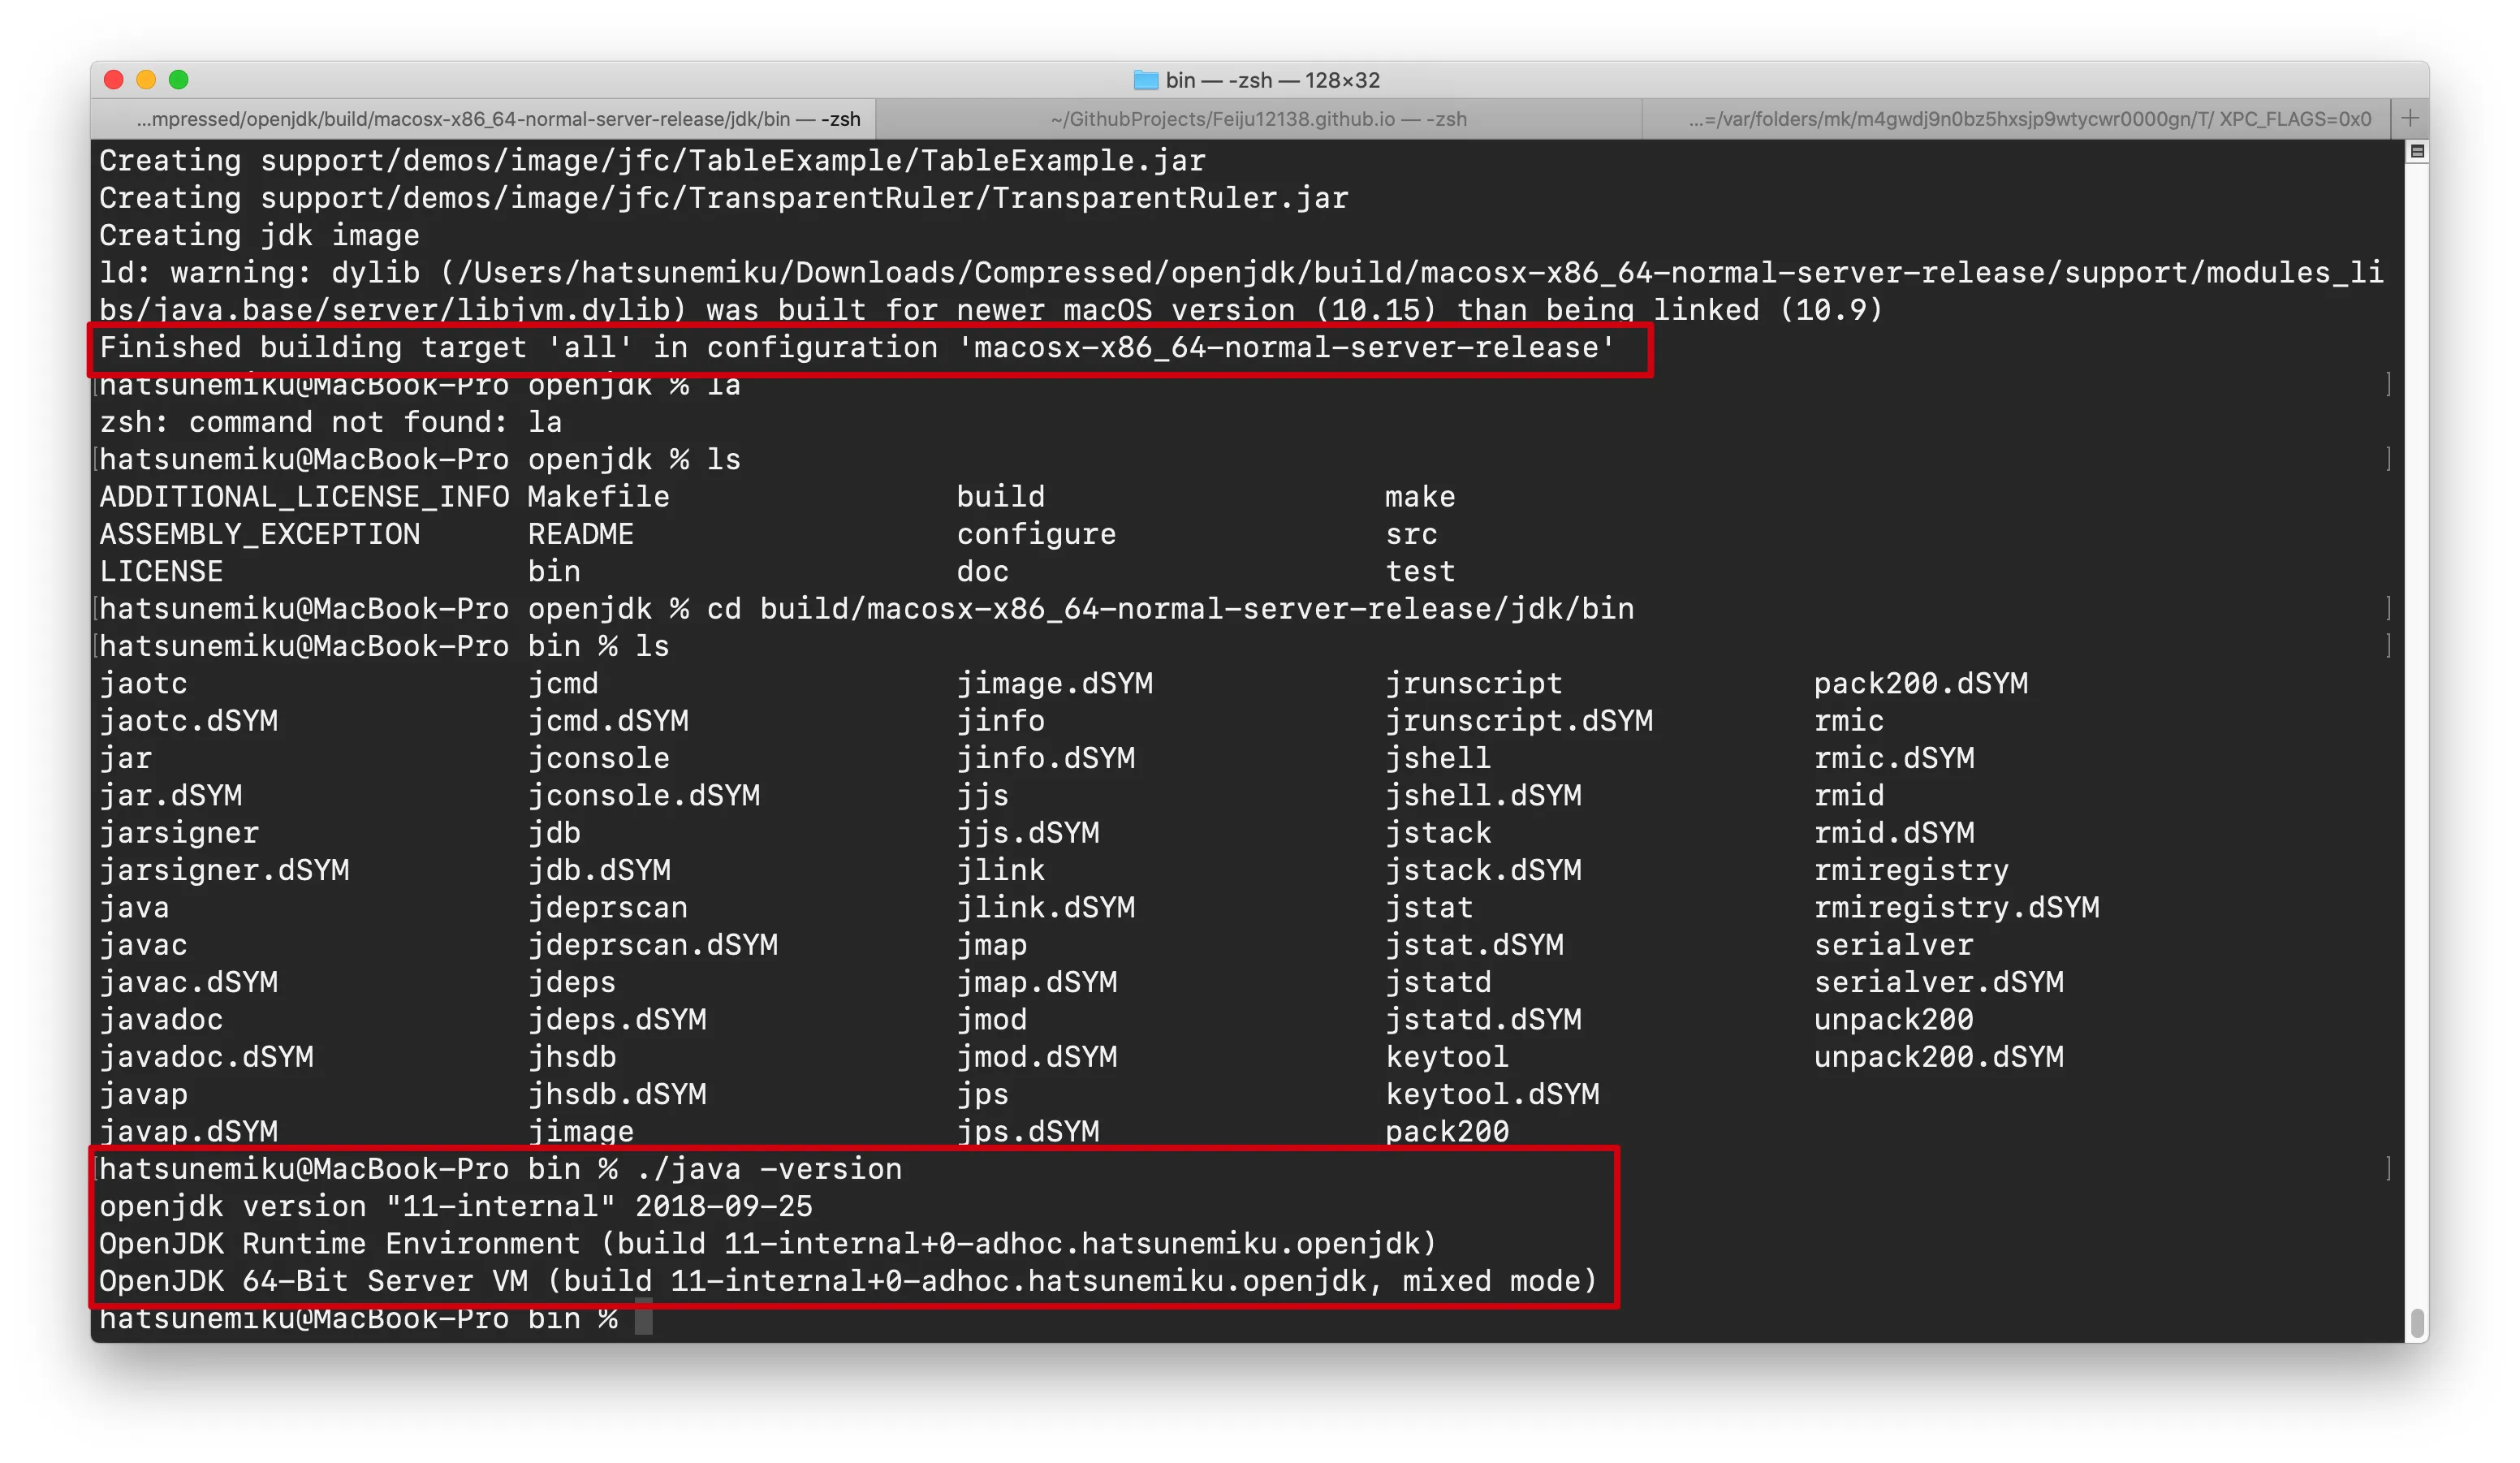 bin — -zsh — 128×32
...mpressed/openjdk/build/macosx-x86_64-normal-server-release/jdk/bin — -zsh
~/GithubProjects/Feiju12138.github.io — -zsh
...=/var/folders/mk/m4gwdj9n0bz5hxsjp9wtycwr0000gn/T/ XPC_FLAGS=0x0
Creating support/demos/image/jfc/TableExample/TableExample.jar
Creating support/demos/image/jfc/TransparentRuler/TransparentRuler.jar
Creating jdk image
ld: warning: dylib (/Users/hatsunemiku/Downloads/Compressed/openjdk/build/macosx-x86_64-normal-server-release/support/modules_li
bs/java.base/server/libjvm.dylib) was built for newer macOS version (10.15) than being linked (10.9)
Finished building target 'all' in configuration 'macosx-x86_64-normal-server-release'
[hatsunemiku@MacBook-Pro openjdk % la ]
zsh: command not found: la
[hatsunemiku@MacBook-Pro openjdk % ls ]
ADDITIONAL_LICENSE_INFO Makefile build make
ASSEMBLY_EXCEPTION README configure src
LICENSE bin doc test
[hatsunemiku@MacBook-Pro openjdk % cd build/macosx-x86_64-normal-server-release/jdk/bin ]
[hatsunemiku@MacBook-Pro bin % ls ]
jaotc jcmd jimage.dSYM jrunscript pack200.dSYM
jaotc.dSYM jcmd.dSYM jinfo jrunscript.dSYM rmic
jar jconsole jinfo.dSYM jshell rmic.dSYM
jar.dSYM jconsole.dSYM jjs jshell.dSYM rmid
jarsigner jdb jjs.dSYM jstack rmid.dSYM
jarsigner.dSYM jdb.dSYM jlink jstack.dSYM rmiregistry
java jdeprscan jlink.dSYM jstat rmiregistry.dSYM
javac jdeprscan.dSYM jmap jstat.dSYM serialver
javac.dSYM jdeps jmap.dSYM jstatd serialver.dSYM
javadoc jdeps.dSYM jmod jstatd.dSYM unpack200
javadoc.dSYM jhsdb jmod.dSYM keytool unpack200.dSYM
javap jhsdb.dSYM jps keytool.dSYM
javap.dSYM jimage jps.dSYM pack200
[hatsunemiku@MacBook-Pro bin % ./java -version ]
openjdk version "11-internal" 2018-09-25
OpenJDK Runtime Environment (build 11-internal+0-adhoc.hatsunemiku.openjdk)
OpenJDK 64-Bit Server VM (build 11-internal+0-adhoc.hatsunemiku.openjdk, mixed mode)
hatsunemiku@MacBook-Pro bin %